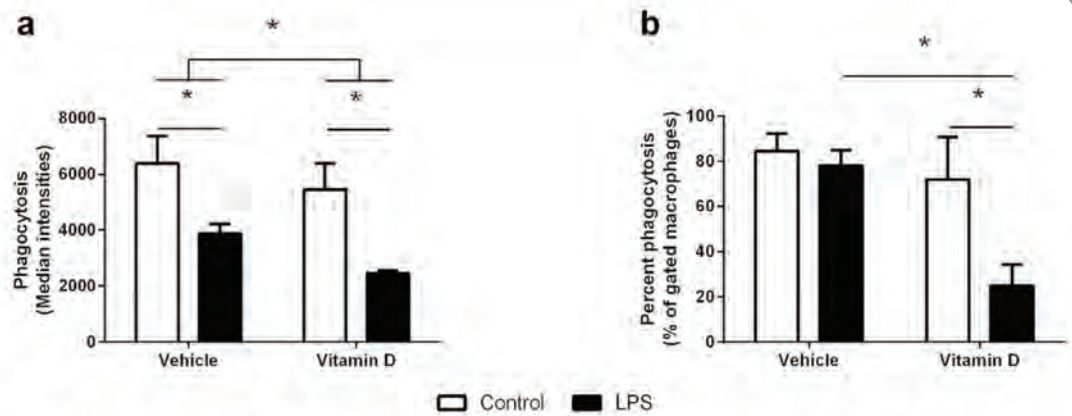 a
*
*
*
Phagocytosis
(Median intensities)
8000
6000
4000
2000
0
Vehicle
Vitamin D
b
*
*
Percent phagocytosis
(% of gated macrophages)
100
80
60
40
20
0
Vehicle
Vitamin D
Control
LPS